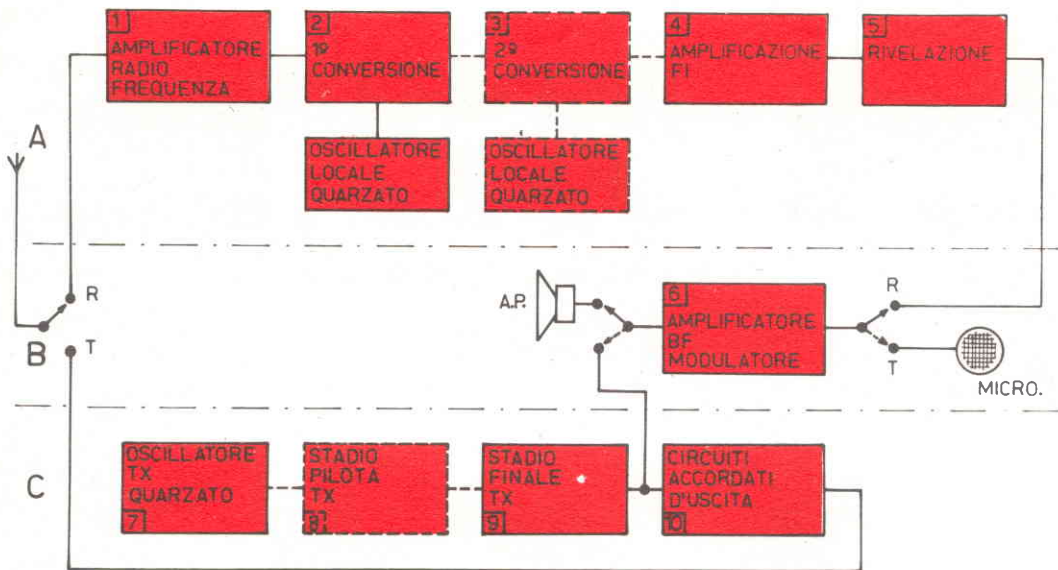 1
AMPLIFICATORE
RADIO
FREQUENZA
2
1º
CONVERSIONE
3
2º
CONVERSIONE
4
AMPLIFICAZIONE
FI
5
RIVELAZIONE
OSCILLATORE
LOCALE
QUARZATO
OSCILLATORE
LOCALE
QUARZATO
A
R
B
T
A.P.
6
AMPLIFICATORE
BF
MODULATORE
R
T
MICRO.
C
OSCILLATORE
TX
QUARZATO
7
STADIO
PILOTA
TX
8
STADIO
FINALE
TX
9
CIRCUITI
ACCORDATI
D'USCITA
10